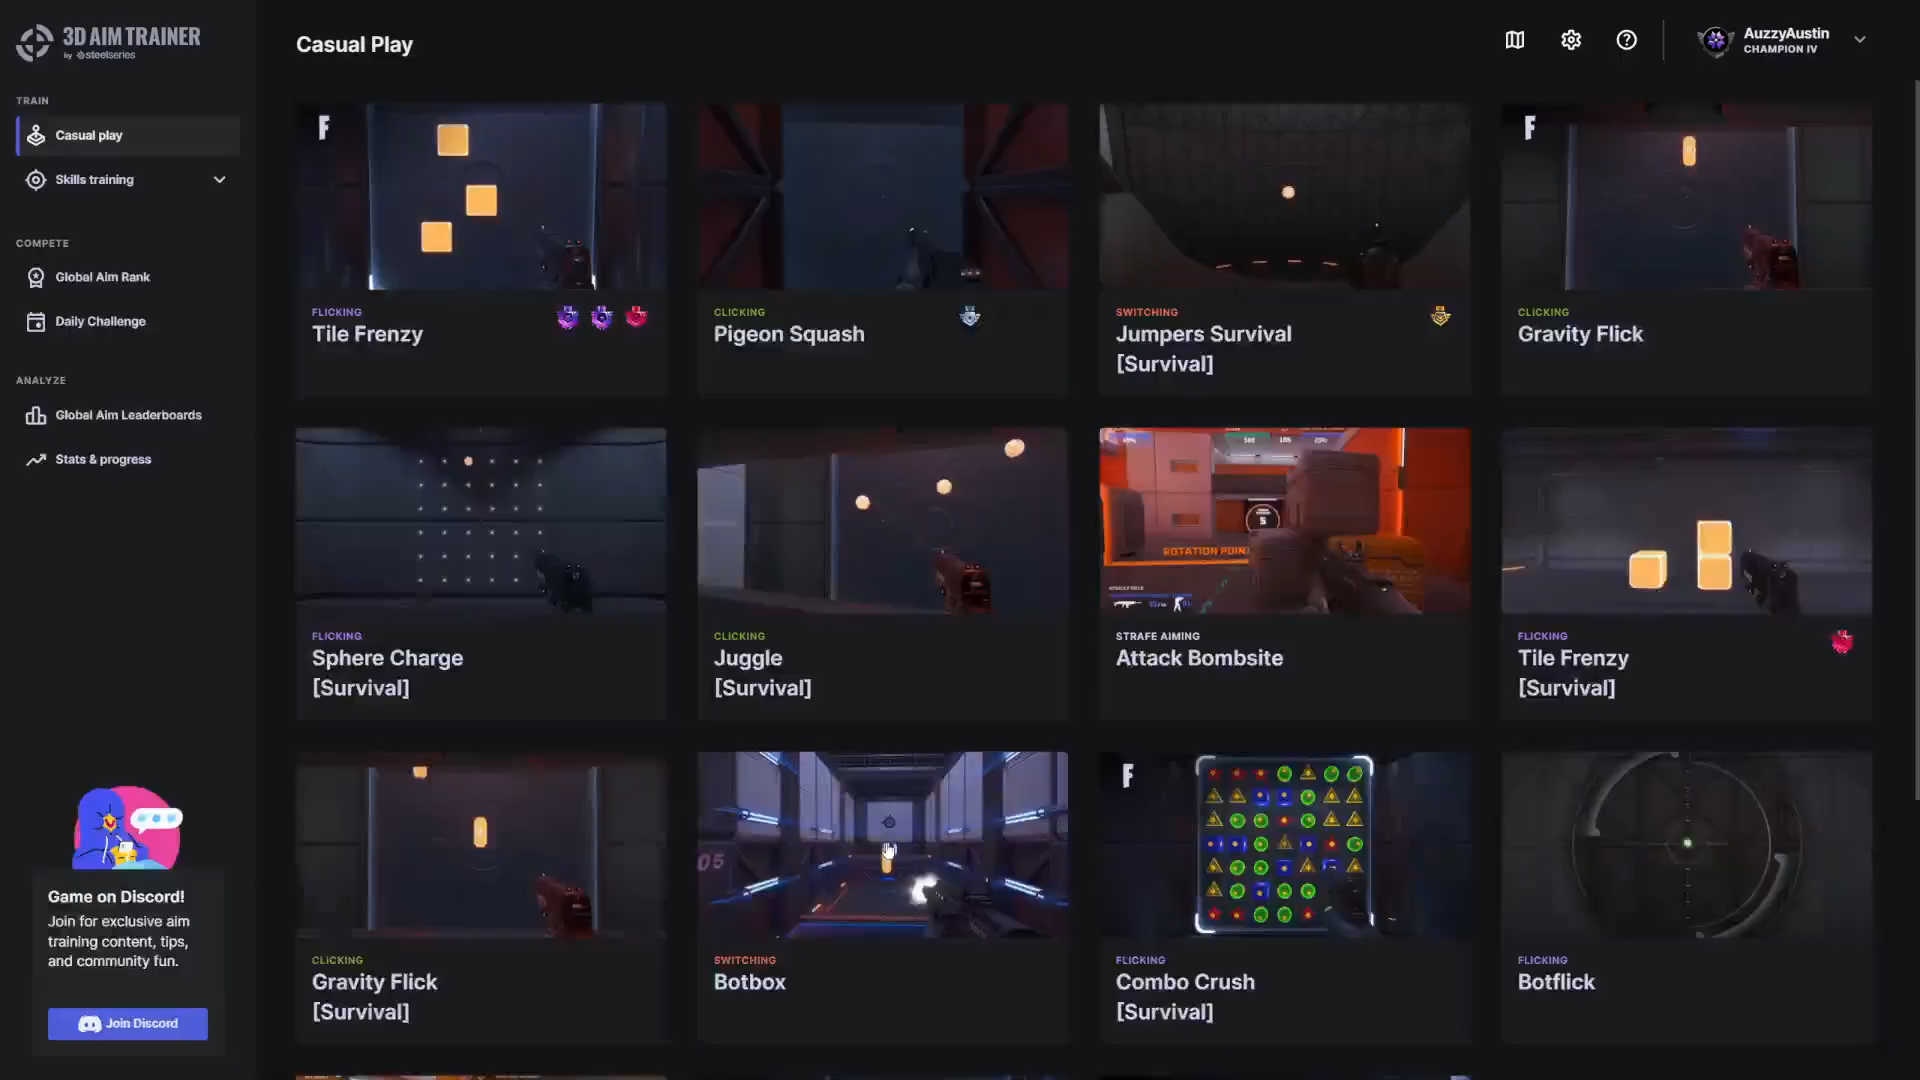 3D AIM TRAINER
by steelseries
TRAIN
Casual play
Skills training
COMPETE
Global Aim Rank
Daily Challenge
ANALYZE
Global Aim Leaderboards
Stats & progress
Game on Discord!
Join for exclusive aim
training content, tips,
and community fun.
Join Discord
Casual Play
AuzzyAustin
CHAMPION IV
F
FLICKING
Tile Frenzy
CLICKING
Pigeon Squash
SWITCHING
Jumpers Survival
[Survival]
F
CLICKING
Gravity Flick
FLICKING
Sphere Charge
[Survival]
CLICKING
Juggle
[Survival]
5
ROTATION POIN
STRAFE AIMING
Attack Bombsite
FLICKING
Tile Frenzy
[Survival]
CLICKING
Gravity Flick
[Survival]
05
SWITCHING
Botbox
F
FLICKING
Combo Crush
[Survival]
FLICKING
Botflick